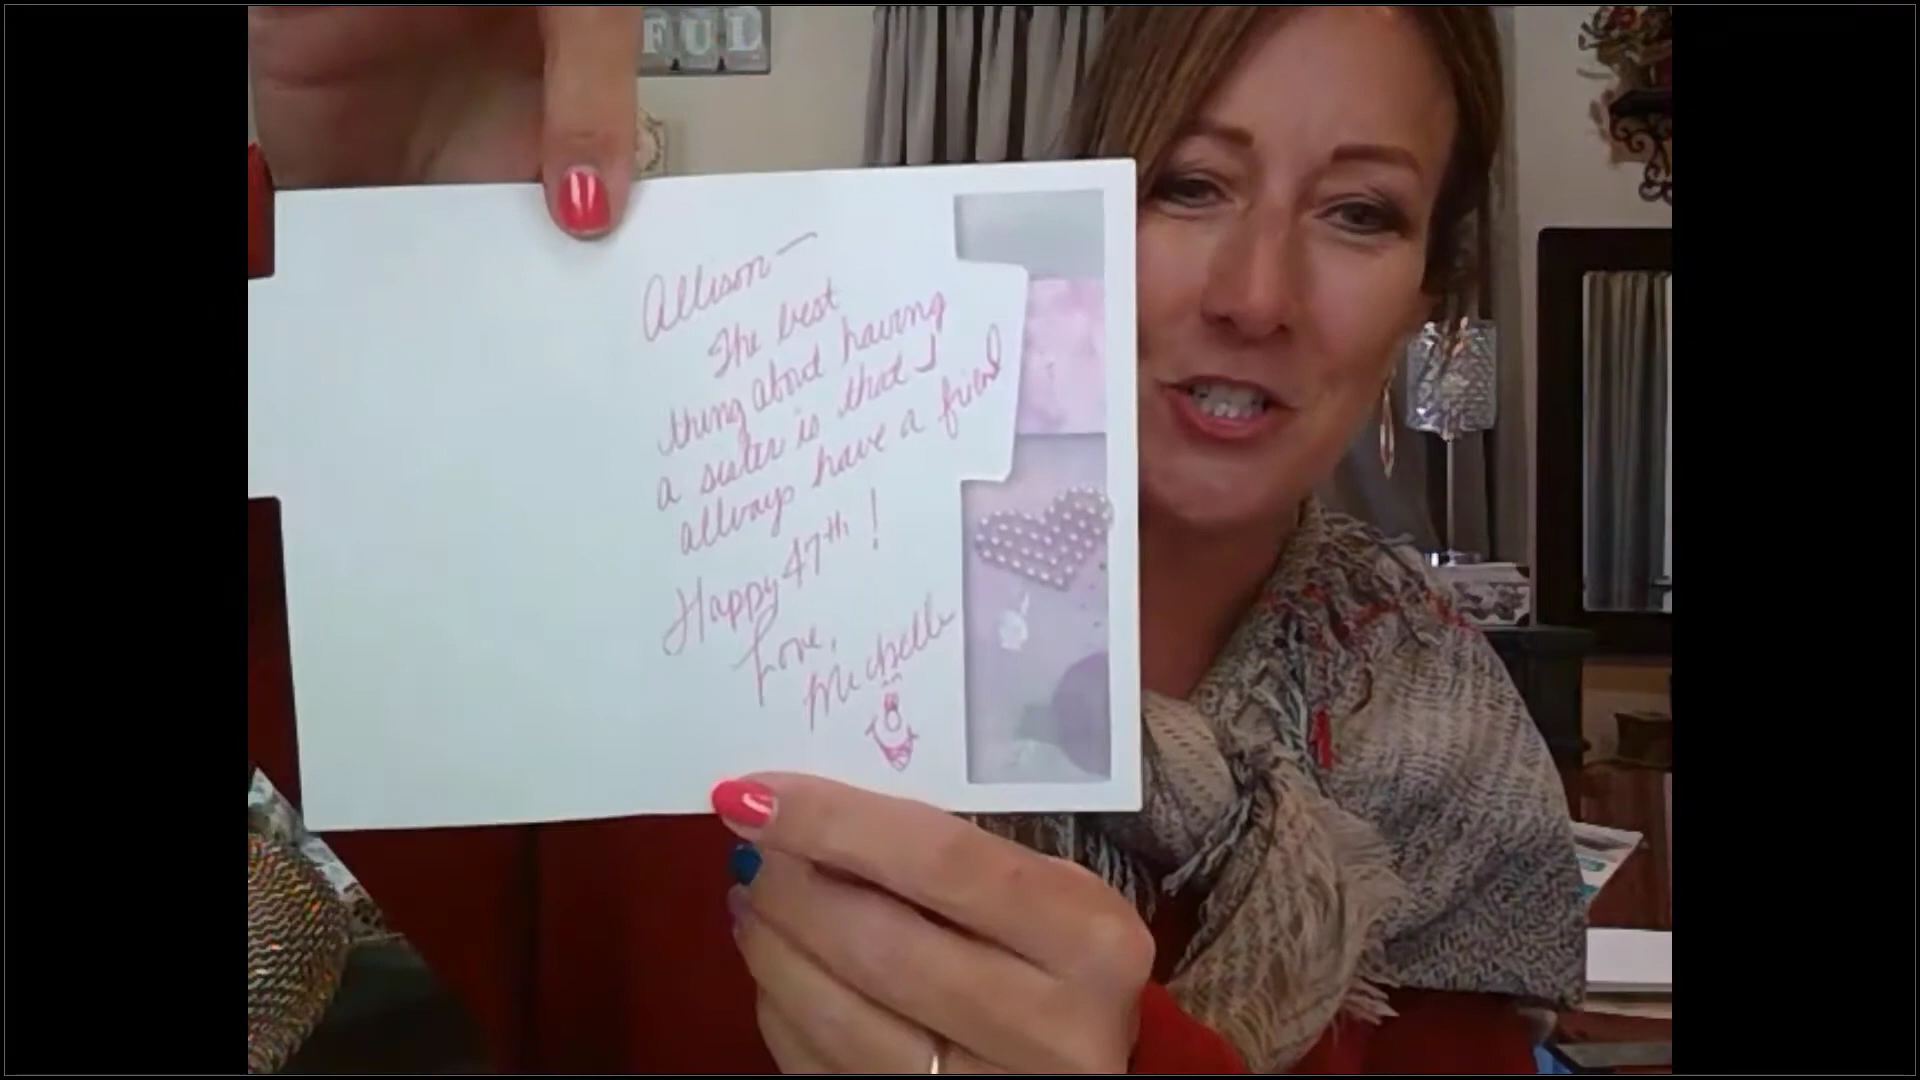 FUL
Allison —
The best
thing about having
a sister is that I
always have a friend
Happy 47th !
Love,
Michelle